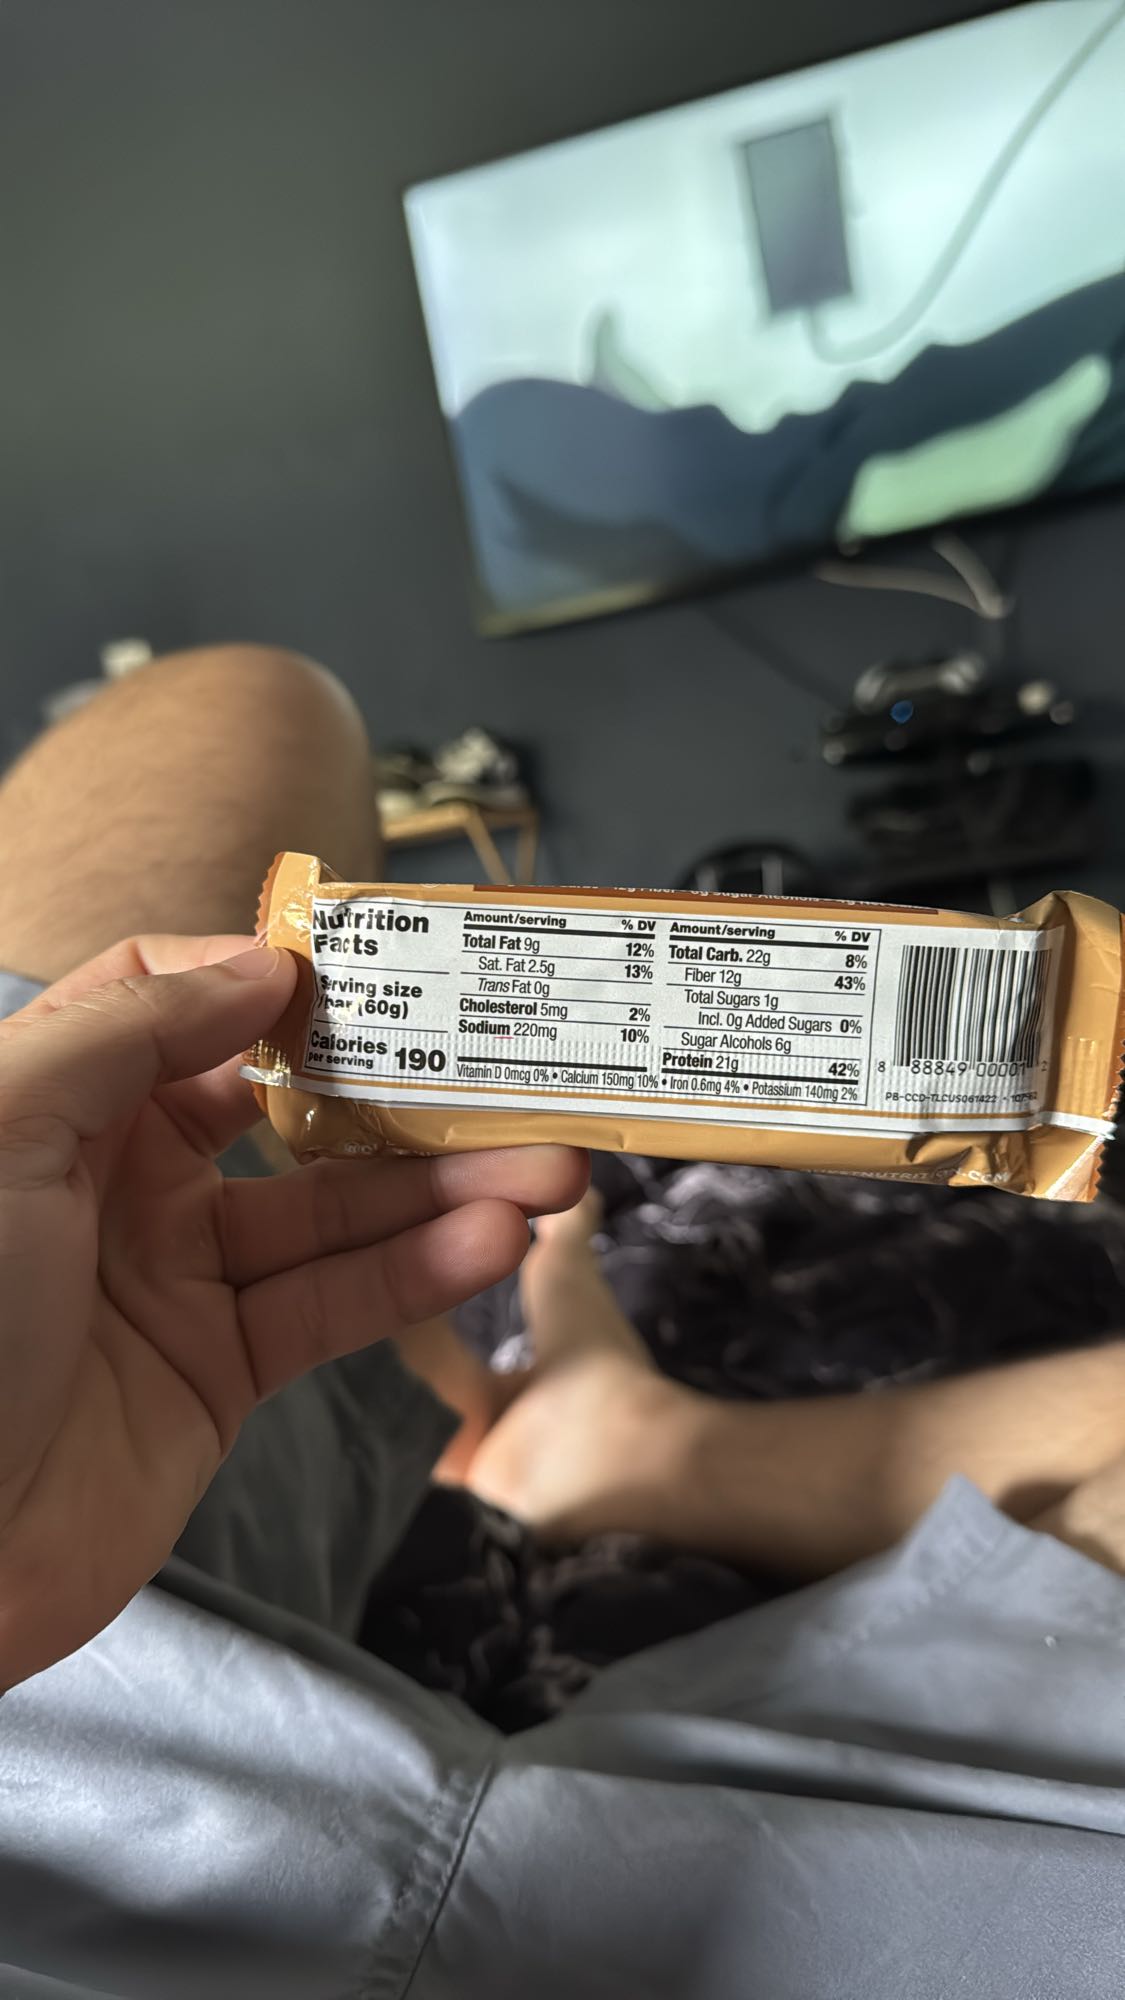 Nutrition
Facts
Serving size
bar (60g)
Calories
per serving
190
Amount/serving % DV
Total Fat 9g 12%
Sat. Fat 2.5g 13%
Trans Fat 0g
Cholesterol 5mg 2%
Sodium 220mg 10%
Amount/serving % DV
Total Carb. 22g 8%
Fiber 12g 43%
Total Sugars 1g
Incl. 0g Added Sugars 0%
Sugar Alcohols 6g
Protein 21g 42%
Vitamin D 0mcg 0% • Calcium 150mg 10% • Iron 0.6mg 4% • Potassium 140mg 2%
8 88849 00001 2
PB-CCD-TLCUS061422